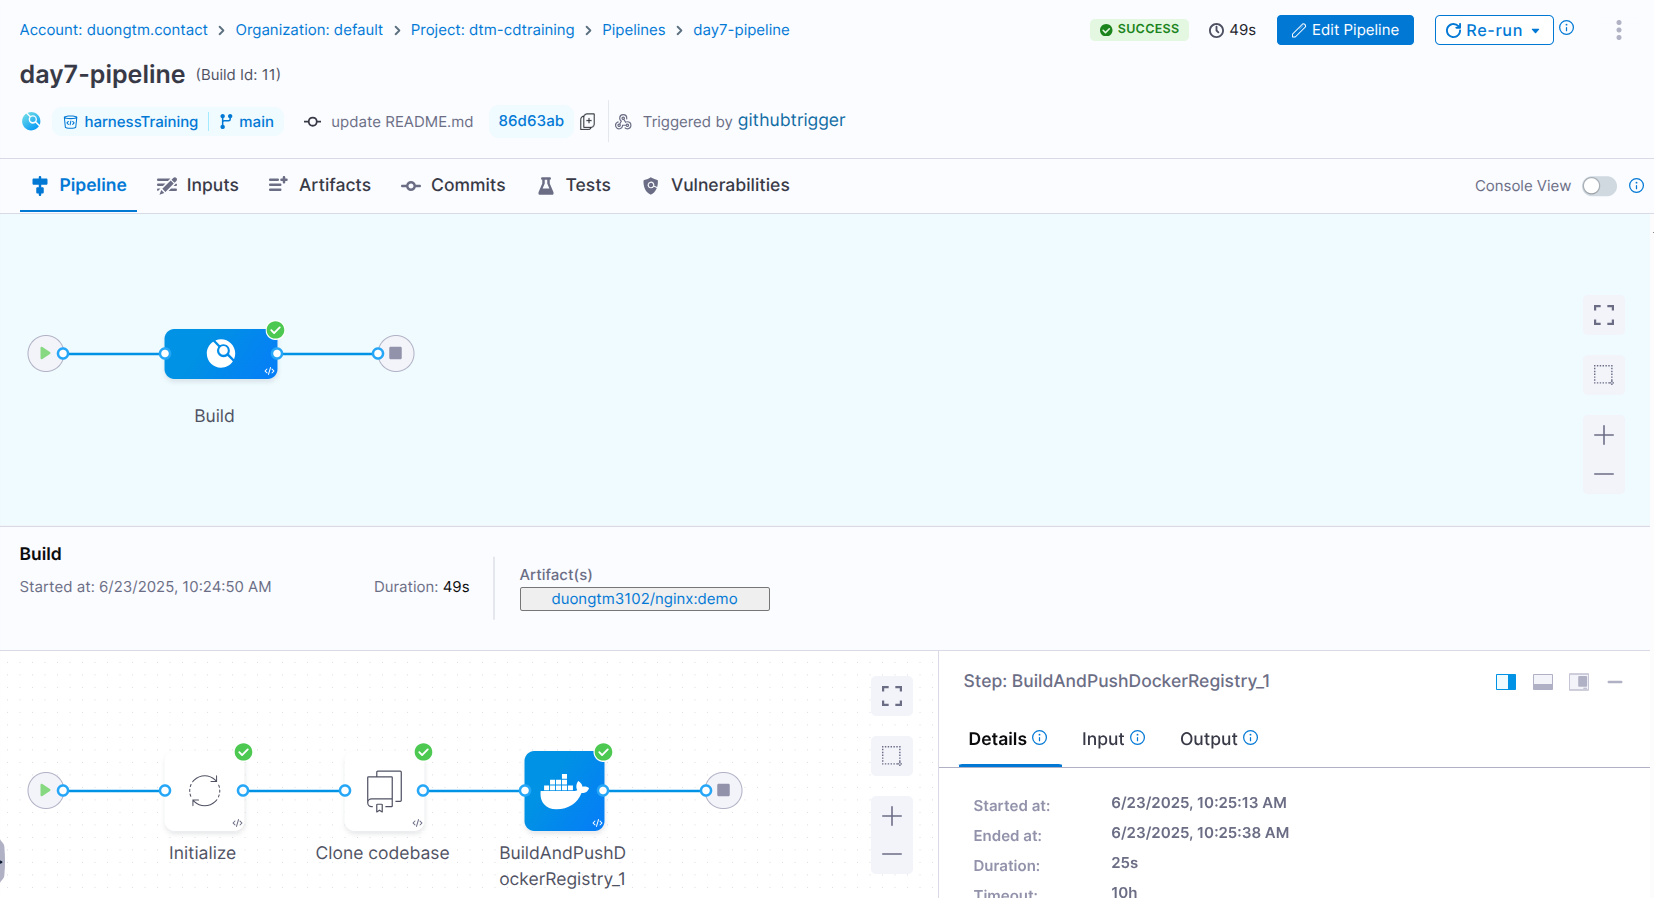 Account: duongtm.contact > Organization: default > Project: dtm-cdtraining > Pipelines > day7-pipeline
SUCCESS 49s Edit Pipeline Re-run
day7-pipeline (Build Id: 11)
harnessTraining main update README.md 86d63ab Triggered by githubtrigger
Pipeline Inputs Artifacts Commits Tests Vulnerabilities Console View
Build
Build
Started at: 6/23/2025, 10:24:50 AM Duration: 49s
Artifact(s)
duongtm3102/nginx:demo
Initialize
Clone codebase
BuildAndPushD
ockerRegistry_1
Step: BuildAndPushDockerRegistry_1
Details Input Output
Started at: 6/23/2025, 10:25:13 AM
Ended at: 6/23/2025, 10:25:38 AM
Duration: 25s
Timeout: 10h